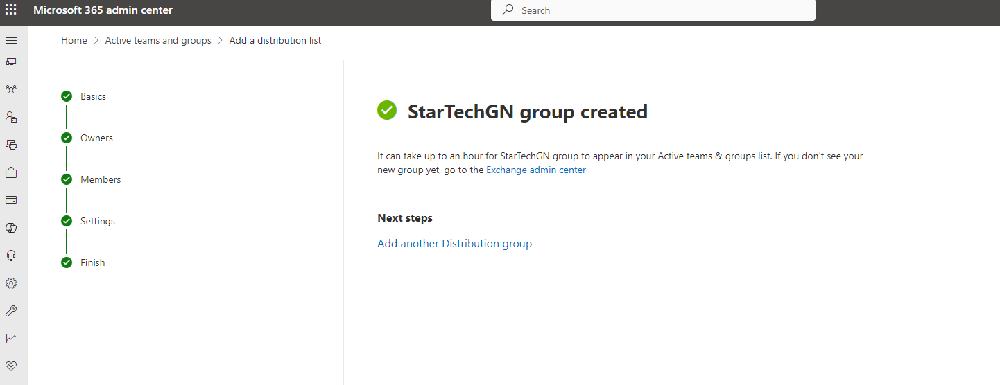 Microsoft 365 admin center
Search
Home > Active teams and groups > Add a distribution list
Basics
Owners
Members
Settings
Finish
StarTechGN group created
It can take up to an hour for StarTechGN group to appear in your Active teams & groups list. If you don't see your
new group yet, go to the Exchange admin center
Next steps
Add another Distribution group